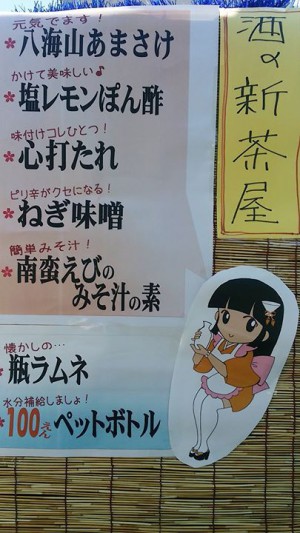 元気でます!
八海山あまさけ
かけて美味しい♪
塩レモンぽん酢
味付けコレひとつ!
心打たれ
ピリ辛がクセになる!
ねぎ味噌
簡単みそ汁!
南蛮えびの
みそ汁の素
懐かしの…
瓶ラムネ
水分補給しましょ!
100えんペットボトル
酒の新茶屋